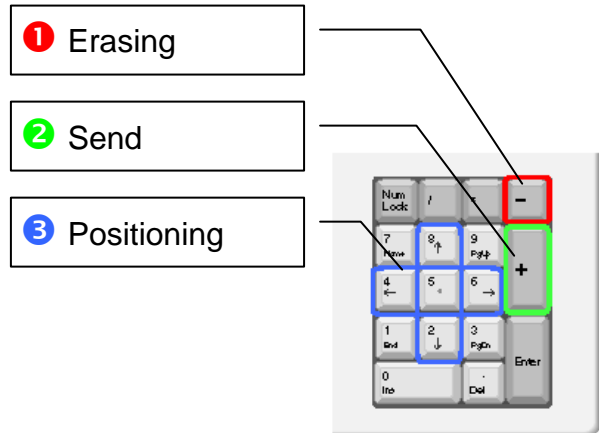 ❶ Erasing
❷ Send
❸ Positioning
Num Lock / * -
7 Home 8 ↑ 9 PgUp +
4 ← 5 6 →
1 End 2 ↓ 3 PgDn Enter
0 Ins . Del